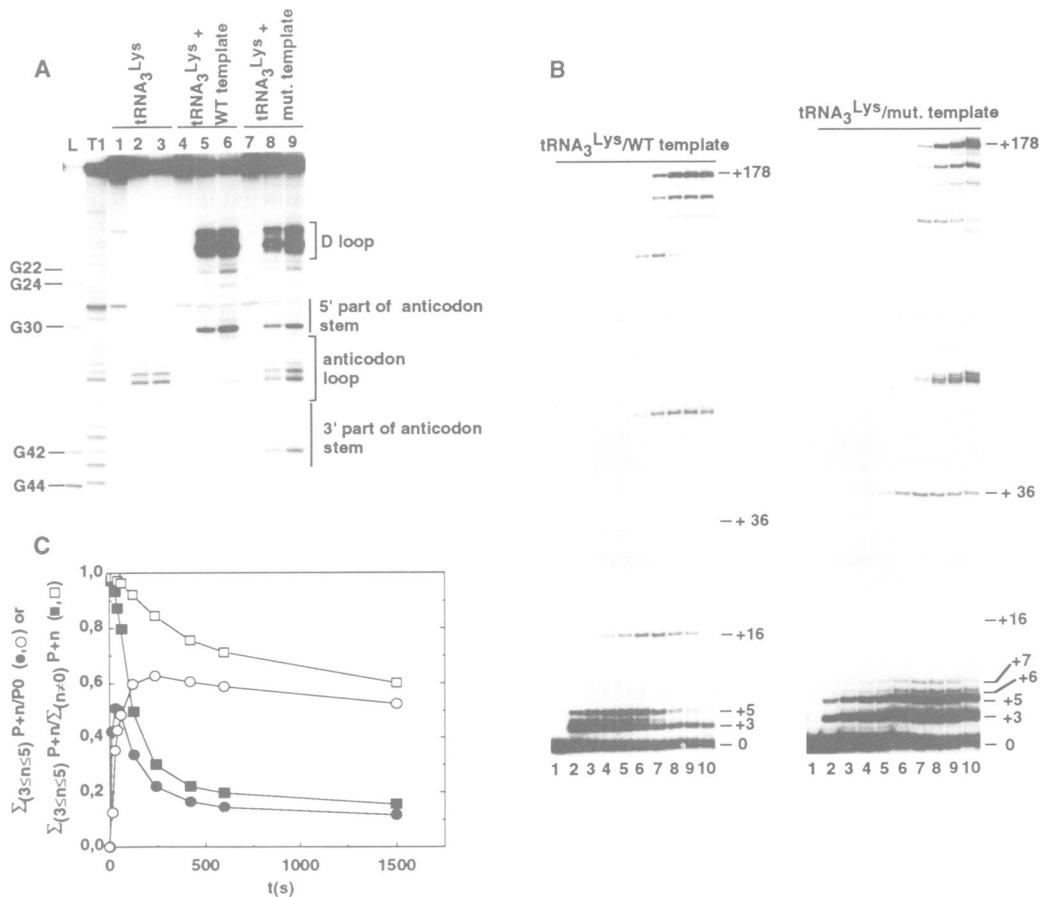 A
tRNA3Lys
tRNA3Lys +
WT template
tRNA3Lys +
mut. template
L T1 1 2 3 4 5 6 7 8 9
D loop
G22
G24
5' part of anticodon
stem
G30
anticodon
loop
3' part of anticodon
stem
G42
G44
B
tRNA3Lys/WT template
+178
+ 36
+16
+5
+3
0
1 2 3 4 5 6 7 8 9 10
tRNA3Lys/mut. template
+178
+ 36
+16
+7
+6
+5
+3
0
1 2 3 4 5 6 7 8 9 10
C
Σ(3≤n≤5) P+n/P0 (●,○) or
Σ(3≤n≤5) P+n/Σ(n≠0) P+n (■,□)
1,0
0,8
0,6
0,4
0,2
0,0
0 500 1000 1500
t(s)